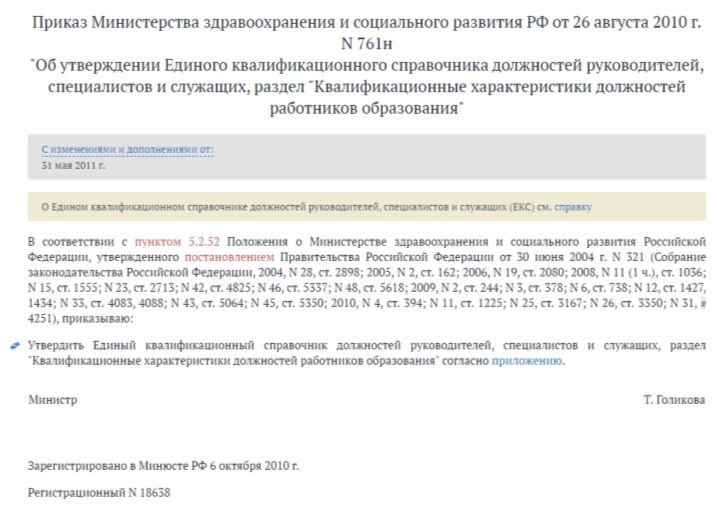 Приказ Министерства здравоохранения и социального развития РФ от 26 августа 2010 г.
N 761н
"Об утверждении Единого квалификационного справочника должностей руководителей,
специалистов и служащих, раздел "Квалификационные характеристики должностей
работников образования"
С изменениями и дополнениями от:
31 мая 2011 г.
О Едином квалификационном справочнике должностей руководителей, специалистов и служащих (ЕКС) см. справку
В соответствии с пунктом 5.2.52 Положения о Министерстве здравоохранения и социального развития Российской
Федерации, утвержденного постановлением Правительства Российской Федерации от 30 июня 2004 г. N 321 (Собрание
законодательства Российской Федерации, 2004, N 28, ст. 2898; 2005, N 2, ст. 162; 2006, N 19, ст. 2080; 2008, N 11 (1 ч.), ст. 1036;
N 15, ст. 1555; N 23, ст. 2713; N 42, ст. 4825; N 46, ст. 5337; N 48, ст. 5618; 2009, N 2, ст. 244; N 3, ст. 378; N 6, ст. 738; N 12, ст. 1427,
1434; N 33, ст. 4083, 4088; N 43, ст. 5064; N 45, ст. 5350; 2010, N 4, ст. 394; N 11, ст. 1225; N 25, ст. 3167; N 26, ст. 3350; N 31,
4251), приказываю:
Утвердить Единый квалификационный справочник должностей руководителей, специалистов и служащих, раздел
"Квалификационные характеристики должностей работников образования" согласно приложению.
Министр Т. Голикова
Зарегистрировано в Минюсте РФ 6 октября 2010 г.
Регистрационный N 18638